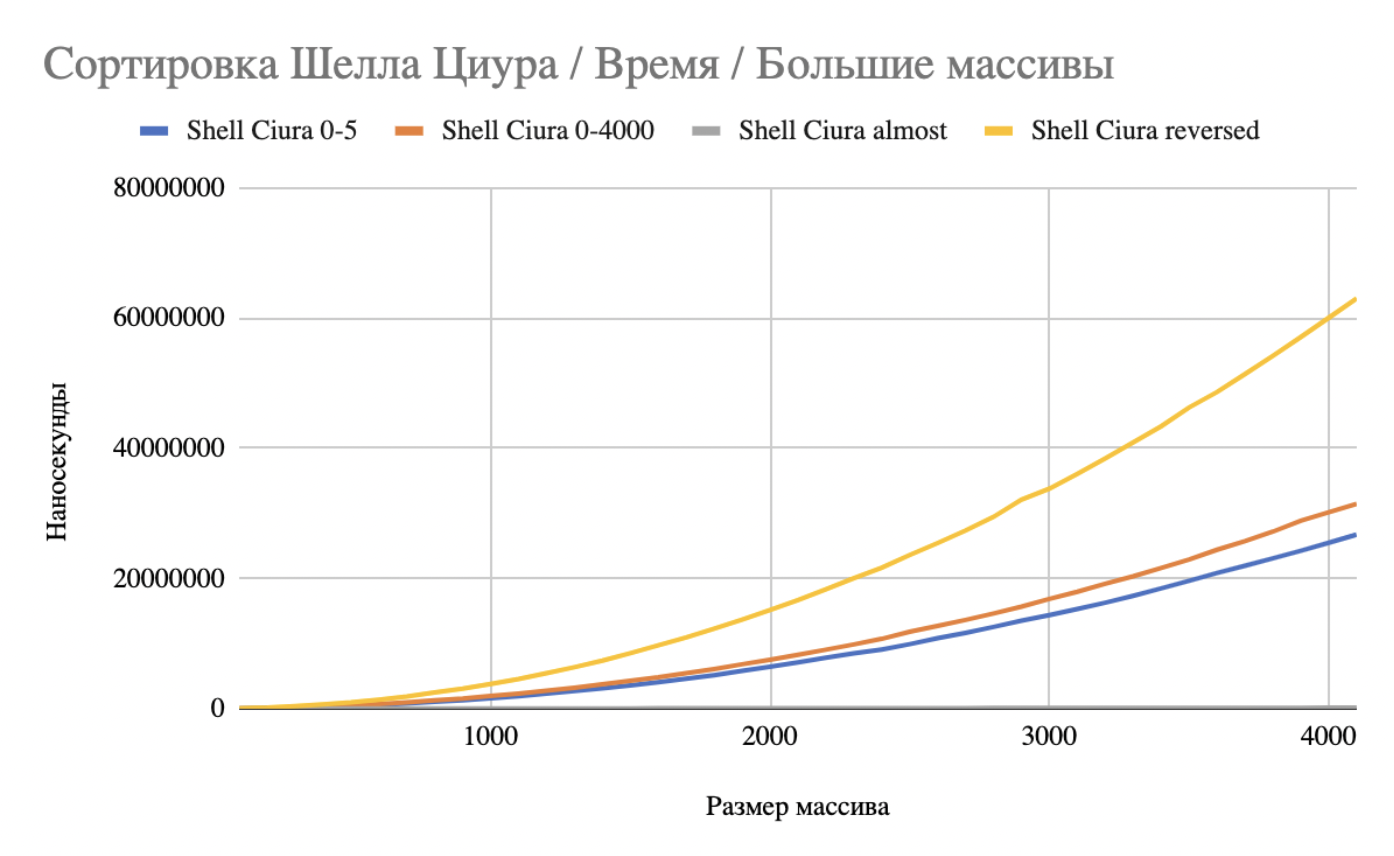 Сортировка Шелла Циура / Время / Большие массивы
Shell Ciura 0-5 Shell Ciura 0-4000 Shell Ciura almost Shell Ciura reversed
80000000
60000000
40000000
20000000
0
Наносекунды
1000 2000 3000 4000
Размер массива